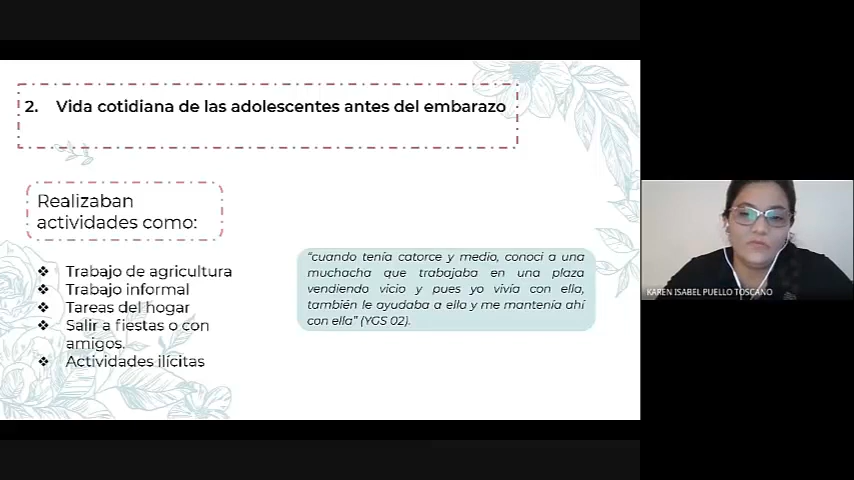 2. Vida cotidiana de las adolescentes antes del embarazo
Realizaban
actividades como:
❖ Trabajo de agricultura
❖ Trabajo informal
❖ Tareas del hogar
❖ Salir a fiestas o con
amigos.
❖ Actividades ilícitas
“cuando tenía catorce y medio, conoci a una
muchacha que trabajaba en una plaza
vendiendo vicio y pues yo vivía con ella,
también le ayudaba a ella y me mantenía ahí
con ella” (YGS 02).
KAREN ISABEL PUELLO TOSCANO